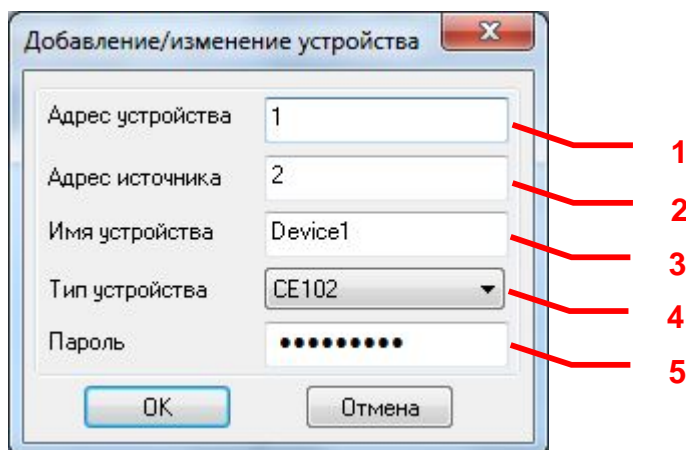 Добавление/изменение устройства
Адрес устройства 1 1
Адрес источника 2 2
Имя устройства Device1 3
Тип устройства CE102 4
Пароль ●●●●●●●●● 5
OK Отмена